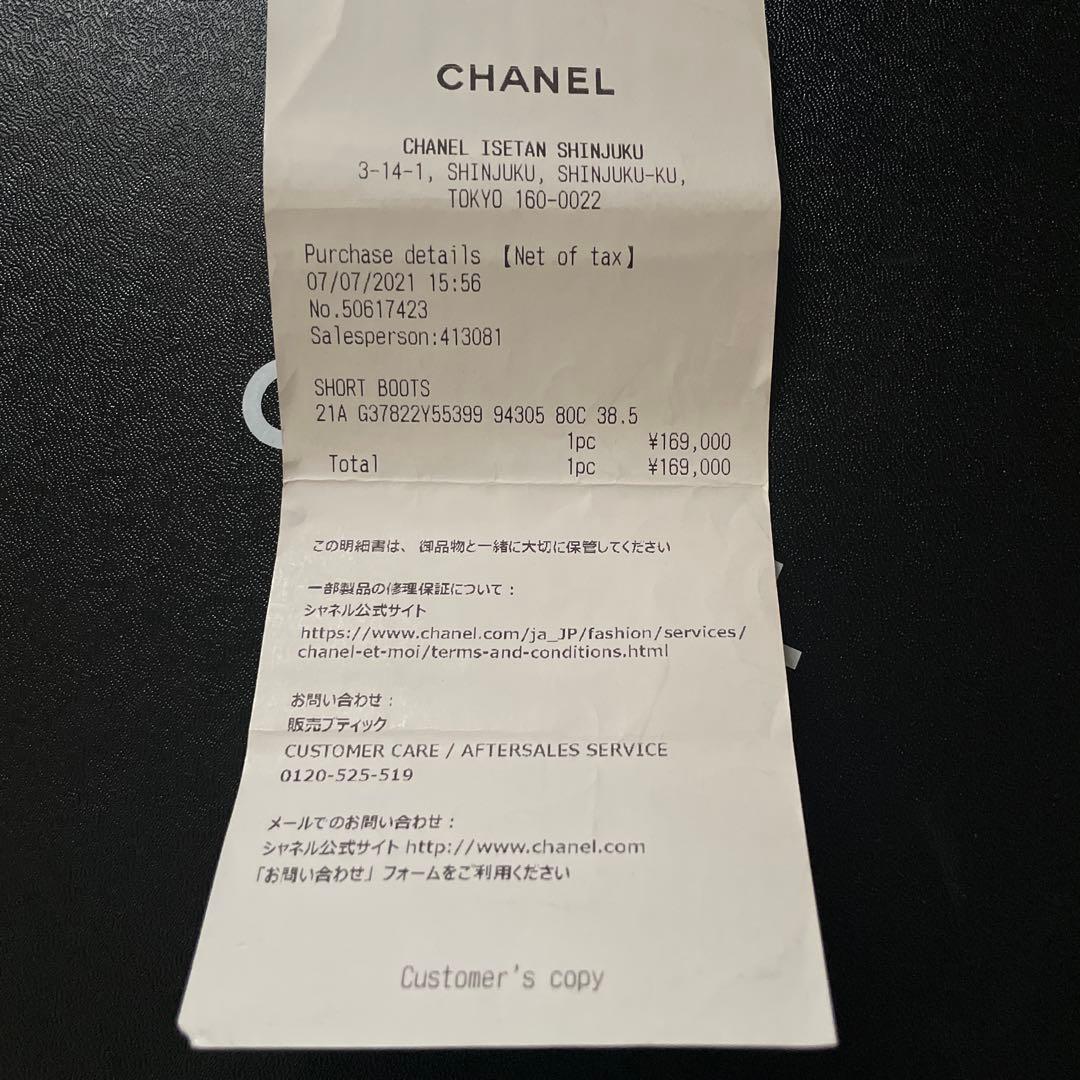 CHANEL
CHANEL ISETAN SHINJUKU
3-14-1, SHINJUKU, SHINJUKU-KU,
TOKYO 160-0022
Purchase details 【Net of tax】
07/07/2021 15:56
No.50617423
Salesperson:413081
SHORT BOOTS
21A G37822Y55399 94305 80C 38.5
1pc ¥169,000
Total 1pc ¥169,000
この明細書は、御品物と一緒に大切に保管してください
一部製品の修理保証について：
シャネル公式サイト
https://www.chanel.com/ja_JP/fashion/services/
chanel-et-moi/terms-and-conditions.html
お問い合わせ：
販売ブティック
CUSTOMER CARE / AFTERSALES SERVICE
0120-525-519
メールでのお問い合わせ：
シャネル公式サイト http://www.chanel.com
「お問い合わせ」フォームをご利用ください
Customer's copy